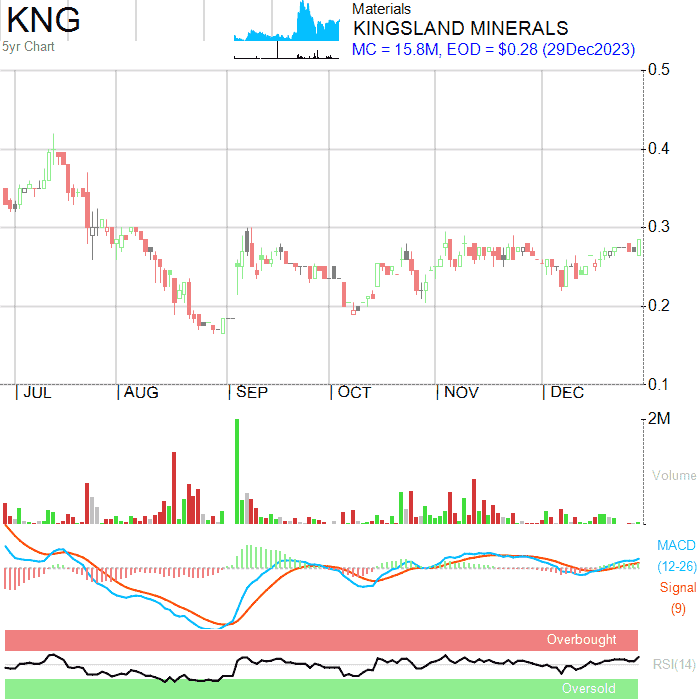 KNG
5yr Chart
Materials
KINGSLAND MINERALS
MC = 15.8M, EOD = $0.28 (29Dec2023)
0.5
0.4
0.3
0.2
0.1
JUL AUG SEP OCT NOV DEC
2M
Volume
MACD
(12-26)
Signal
(9)
Overbought
RSI(14)
Oversold